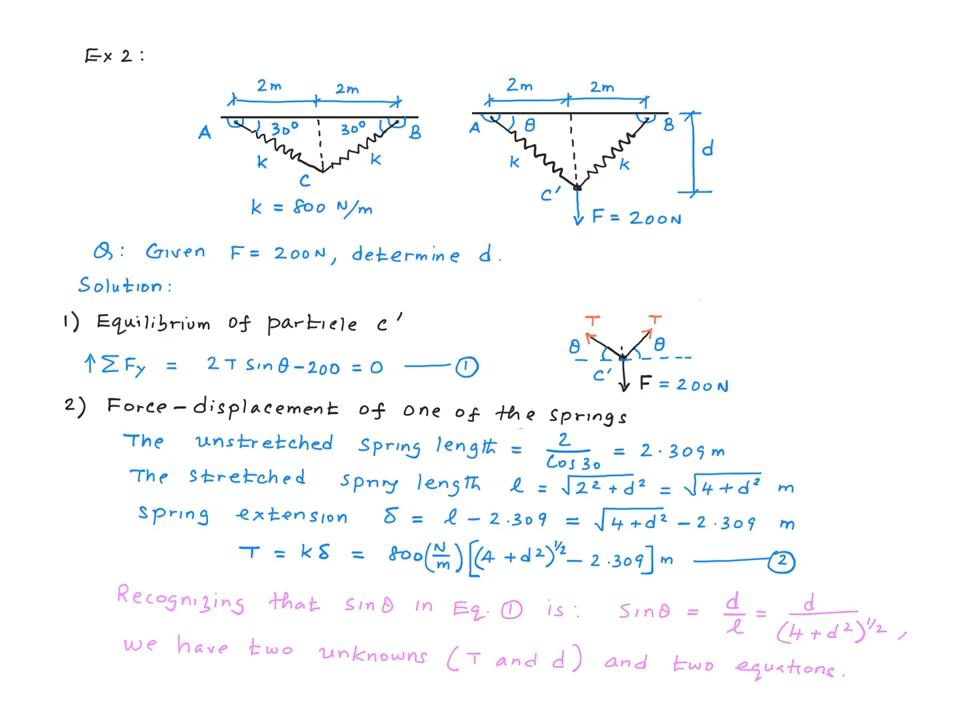 Ex 2:
2m 2m 2m 2m
A 30° 30° B A θ B
k k k k d
C C'
k = 800 N/m F = 200N
Q: Given F = 200N, determine d.
Solution:
1) Equilibrium of particle c'
T T
θ θ
↑ΣFy = 2T sinθ - 200 = 0 —— ①
C' F = 200N
2) Force-displacement of one of the springs
The unstretched spring length = 2/Cos30 = 2.309m
The stretched spring length l = √(2² + d²) = √(4 + d²) m
spring extension δ = l - 2.309 = √(4 + d²) - 2.309 m
T = kδ = 800(N/m)[(4 + d²)^1/2 - 2.309] m —— ②
Recognizing that sinθ in Eq. ① is: sinθ = d/l = d/(4 + d²)^1/2,
we have two unknowns (T and d) and two equations.